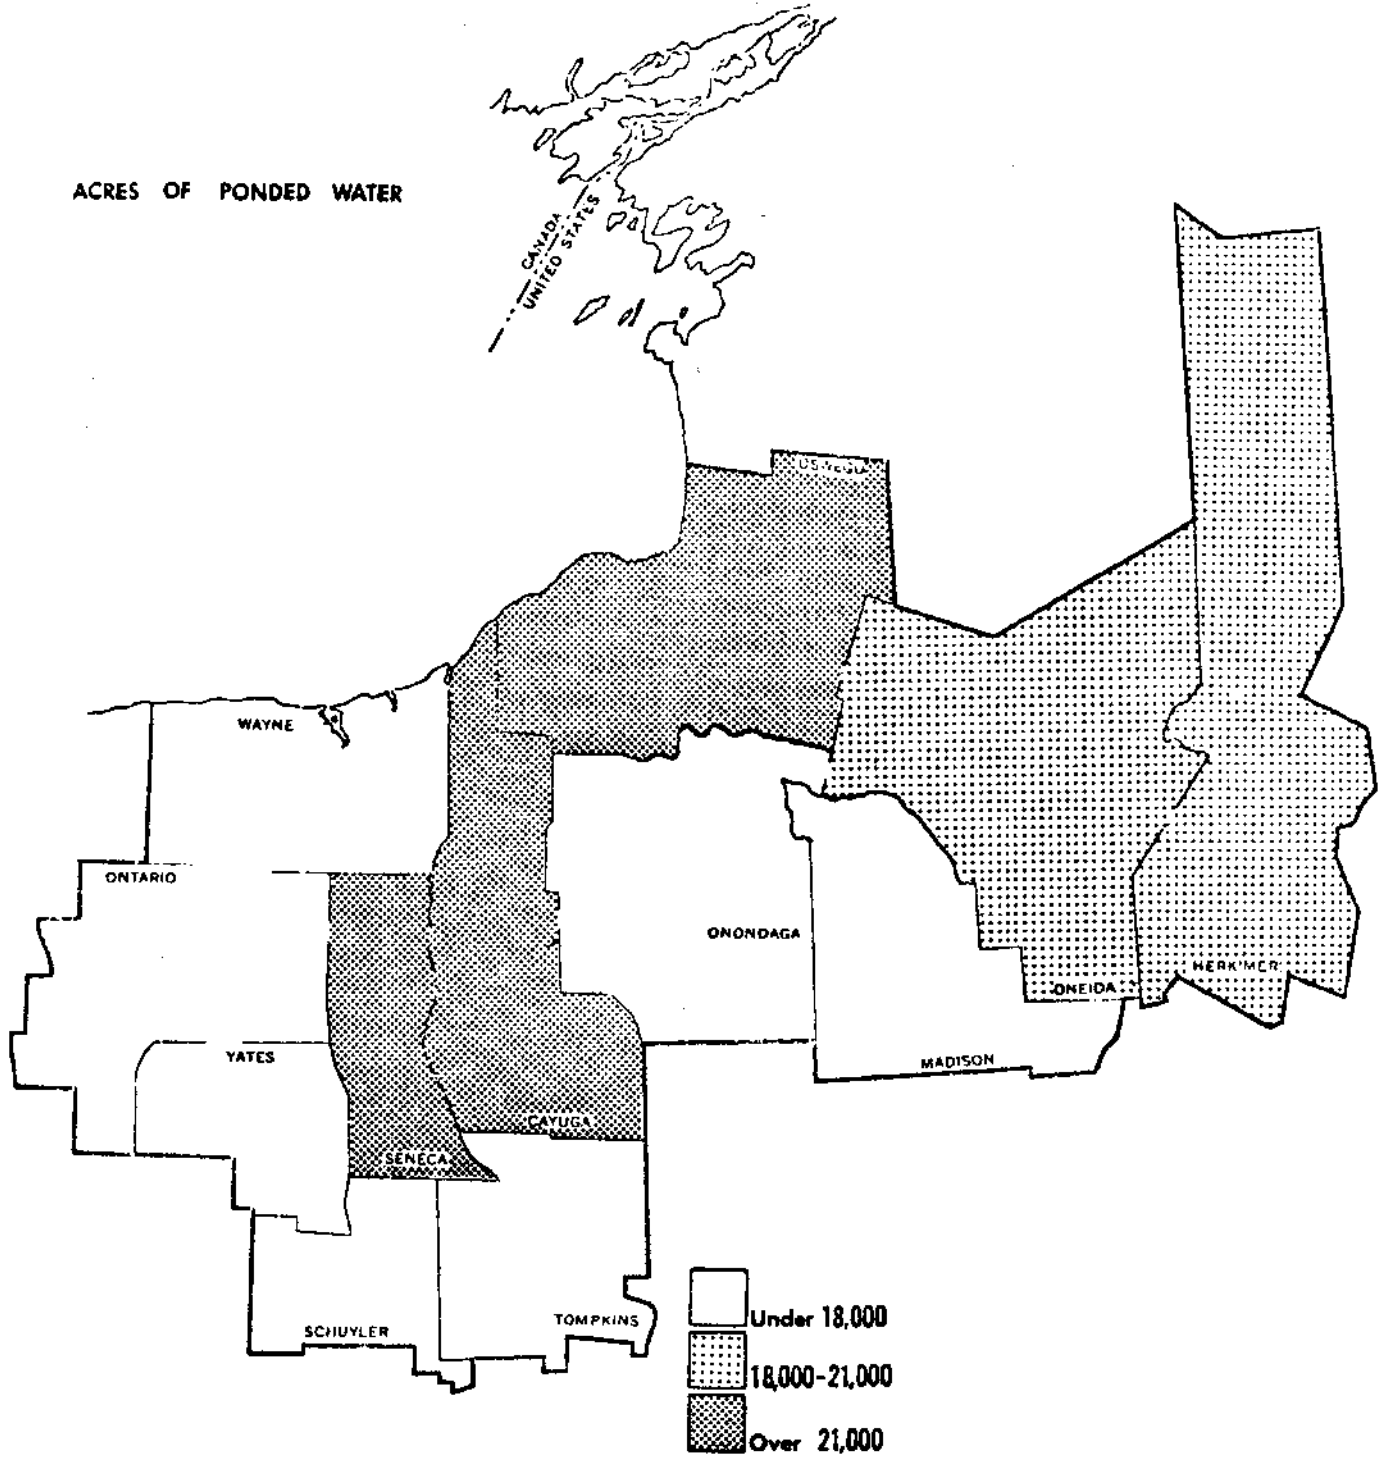 ACRES OF PONDED WATER
CANADA
UNITED STATES
OSWEGO
WAYNE
ONTARIO
ONONDAGA
HERKIMER
ONEIDA
YATES
MADISON
CAYUGA
SENECA
TOMPKINS
SCHUYLER
Under 18,000
18,000-21,000
Over 21,000